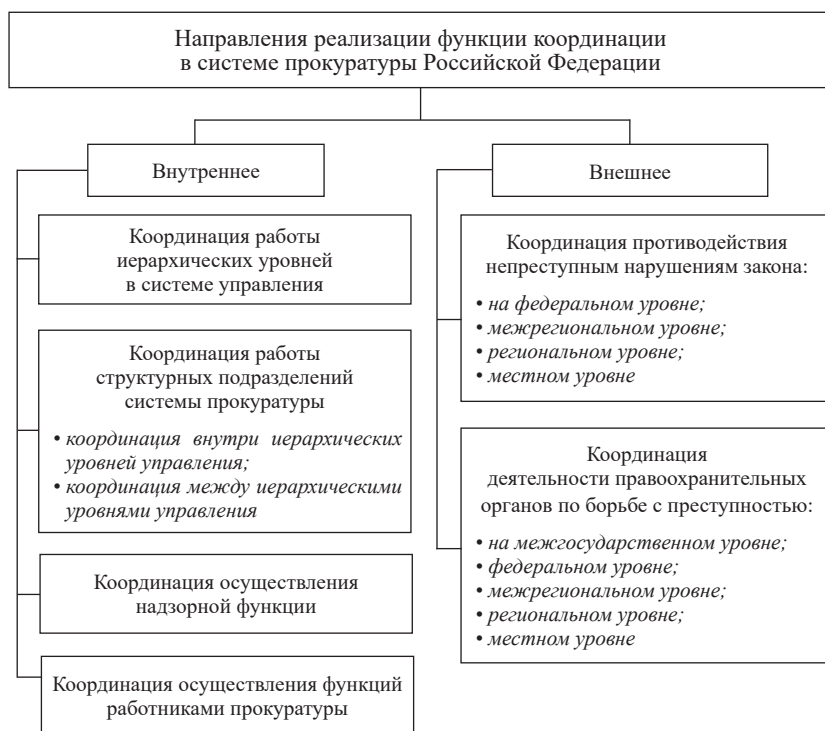 Направления реализации функции координации
в системе прокуратуры Российской Федерации
Внутреннее
Координация работы
иерархических уровней
в системе управления
Координация работы
структурных подразделений
системы прокуратуры
• координация внутри иерархических
уровней управления;
• координация между иерархическими
уровнями управления
Координация осуществления
надзорной функции
Координация осуществления функций
работниками прокуратуры
Внешнее
Координация противодействия
непреступным нарушениям закона:
• на федеральном уровне;
• межрегиональном уровне;
• региональном уровне;
• местном уровне
Координация
деятельности правоохранительных
органов по борьбе с преступностью:
• на межгосударственном уровне;
• федеральном уровне;
• межрегиональном уровне;
• региональном уровне;
• местном уровне